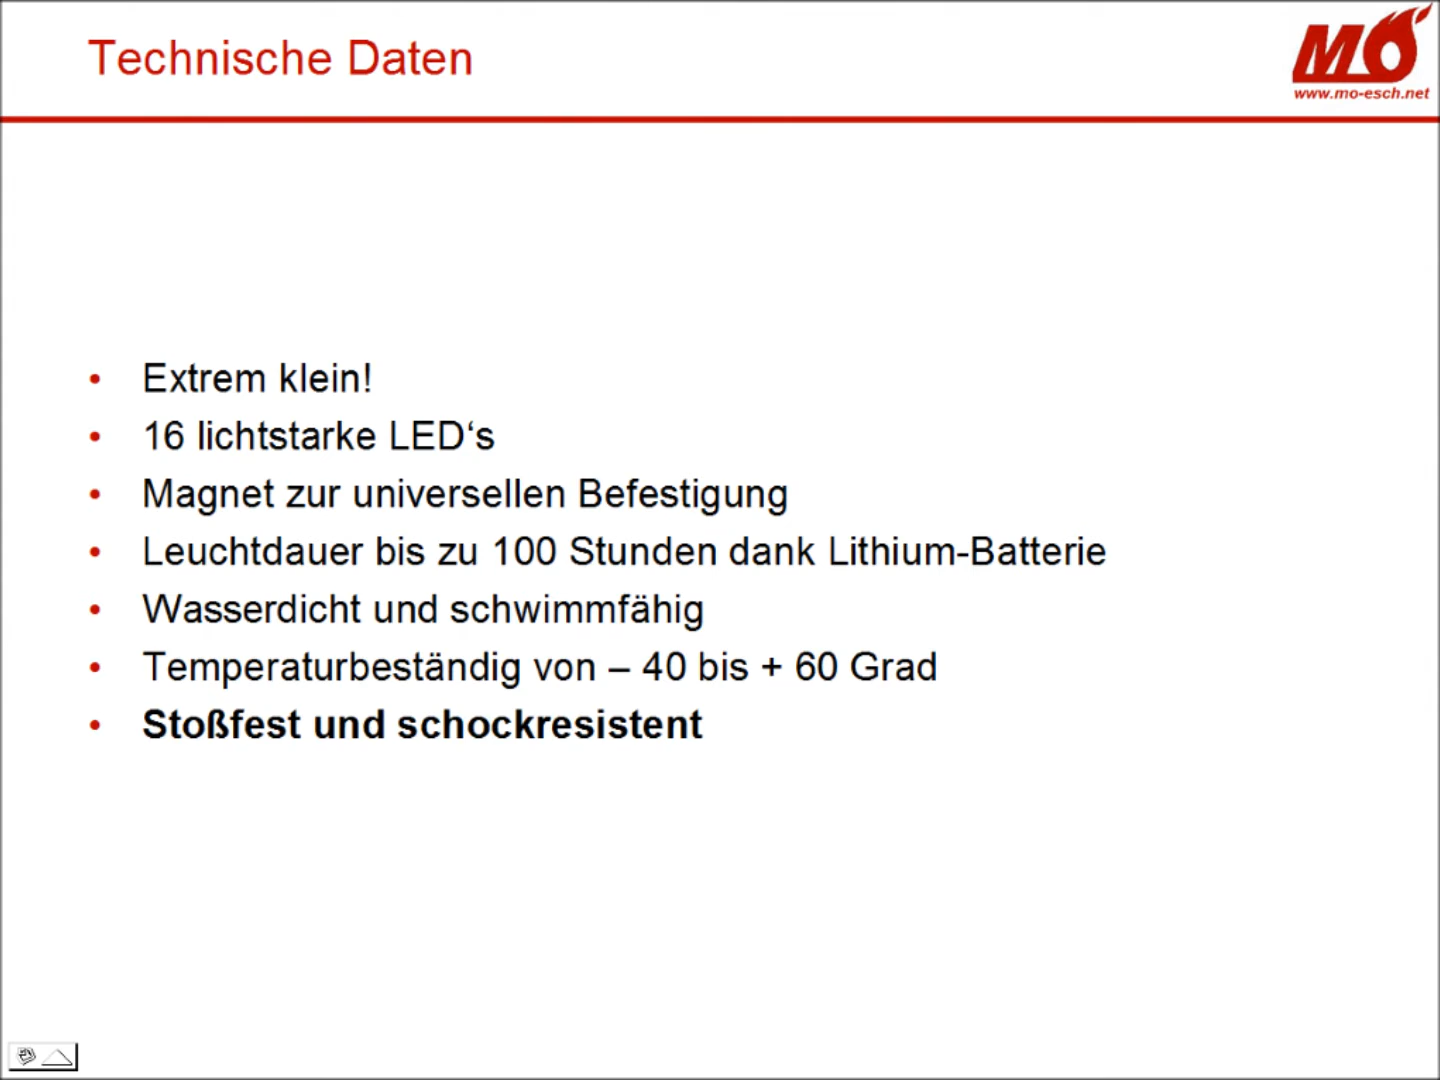 Technische Daten
MO
www.mo-esch.net
• Extrem klein!
• 16 lichtstarke LED‘s
• Magnet zur universellen Befestigung
• Leuchtdauer bis zu 100 Stunden dank Lithium-Batterie
• Wasserdicht und schwimmfähig
• Temperaturbeständig von – 40 bis + 60 Grad
• Stoßfest und schockresistent